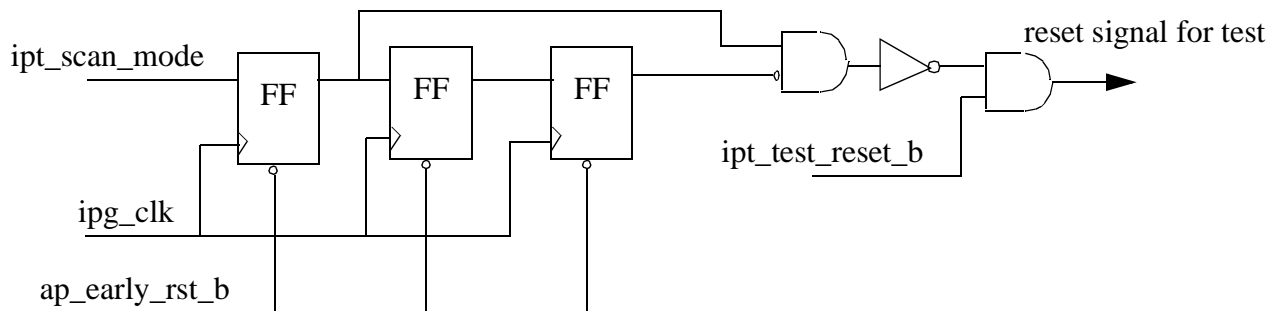 reset signal for test
ipt_scan_mode
FF
FF
FF
ipt_test_reset_b
ipg_clk
ap_early_rst_b